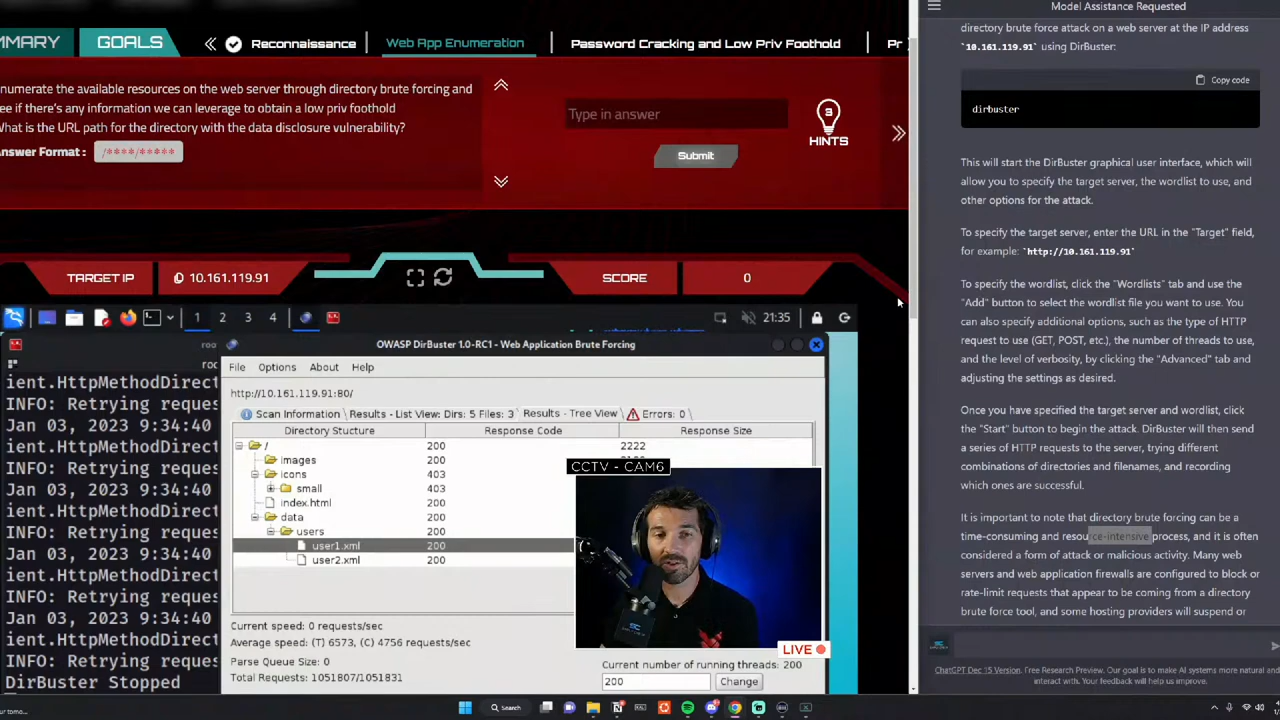 MMARY
GOALS
Reconnaissance
Web App Enumeration
Password Cracking and Low Priv Foothold
Pr
numerate the available resources on the web server through directory brute forcing and
ee if there's any information we can leverage to obtain a low priv foothold
What is the URL path for the directory with the data disclosure vulnerability?
Answer Format :
/****/*****
Type in answer
Submit
3
HINTS
TARGET IP
10.161.119.91
SCORE
0
1 2 3 4
21:35
roo
roc
ient.HttpMethodDirect
INFO: Retrying reques
Jan 03, 2023 9:34:40
ient.HttpMethodDirect
INFO: Retrying reques
Jan 03, 2023 9:34:40
ient.HttpMethodDirect
INFO: Retrying reques
Jan 03, 2023 9:34:40
ient.HttpMethodDirect
INFO: Retrying reques
Jan 03, 2023 9:34:40
ient.HttpMethodDirect
INFO: Retrying reques
DirBuster Stopped
OWASP DirBuster 1.0-RC1 - Web Application Brute Forcing
File Options About Help
http://10.161.119.91:80/
Scan Information
Results - List View: Dirs: 5 Files: 3
Results - Tree View
Errors: 0
Directory Stucture
Response Code
Response Size
/ 200 2222
images 200
icons 403
small 403
index.html 200
data 200
users 200
user1.xml 200
user2.xml 200
Current speed: 0 requests/sec
Average speed: (T) 6573, (C) 4756 requests/sec
Parse Queue Size: 0
Total Requests: 1051807/1051831
Current number of running threads: 200
200
Change
CCTV - CAM6
LIVE
Model Assistance Requested
directory brute force attack on a web server at the IP address
`10.161.119.91` using DirBuster:
Copy code
dirbuster
This will start the DirBuster graphical user interface, which will
allow you to specify the target server, the wordlist to use, and
other options for the attack.
To specify the target server, enter the URL in the "Target" field,
for example: `http://10.161.119.91`
To specify the wordlist, click the "Wordlists" tab and use the
"Add" button to select the wordlist file you want to use. You
can also specify additional options, such as the type of HTTP
request to use (GET, POST, etc.), the number of threads to use,
and the level of verbosity, by clicking the "Advanced" tab and
adjusting the settings as desired.
Once you have specified the target server and wordlist, click
the "Start" button to begin the attack. DirBuster will then send
a series of HTTP requests to the server, trying different
combinations of directories and filenames, and recording
which ones are successful.
It is important to note that directory brute forcing can be a
time-consuming and resource-intensive process, and it is often
considered a form of attack or malicious activity. Many web
servers and web application firewalls are configured to block or
rate-limit requests that appear to be coming from a directory
brute force tool, and some hosting providers will suspend or
ChatGPT Dec 15 Version. Free Research Preview. Our goal is to make AI systems more natural and
interact with. Your feedback will help us improve.
Search